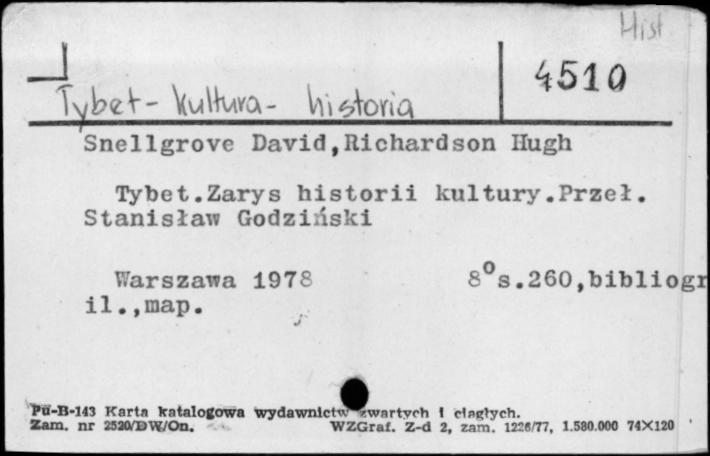 Hist
4510
Tybet - kultura - historia
Snellgrove David,Richardson Hugh
Tybet.Zarys historii kultury.Przeł.
Stanisław Godziński
Warszawa 1978 8⁰s.260,bibliogr
il.,map.
Pu-B-143 Karta katalogowa wydawnictw zwartych i ciągłych.
Zam. nr 2520/DW/On. WZGraf. Z-d 2, zam. 1226/77, 1.580.000 74×120